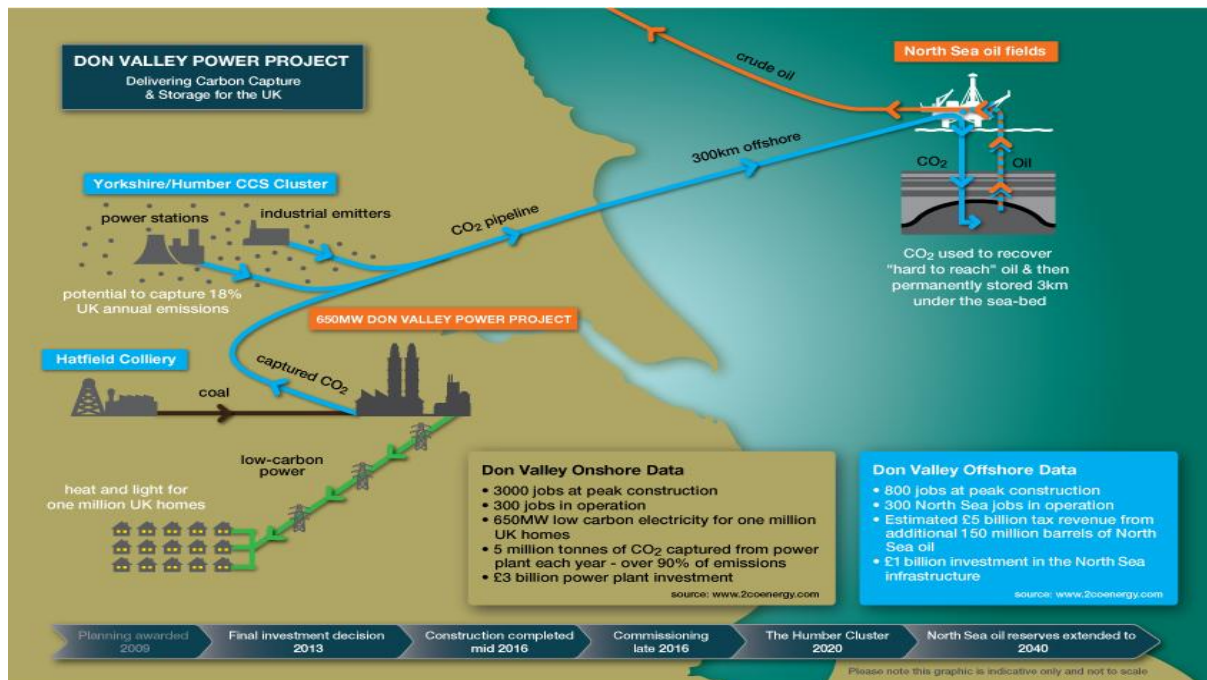 DON VALLEY POWER PROJECT
Delivering Carbon Capture
& Storage for the UK
North Sea oil fields
crude oil
300km offshore
CO₂
Oil
CO₂ used to recover
"hard to reach" oil & then
permanently stored 3km
under the sea-bed
Yorkshire/Humber CCS Cluster
power stations
industrial emitters
CO₂ pipeline
potential to capture 18%
UK annual emissions
650MW DON VALLEY POWER PROJECT
Hatfield Colliery
captured CO₂
coal
low-carbon
power
heat and light for
one million UK homes
Don Valley Onshore Data
• 3000 jobs at peak construction
• 300 jobs in operation
• 650MW low carbon electricity for one million
UK homes
• 5 million tonnes of CO₂ captured from power
plant each year - over 90% of emissions
• £3 billion power plant investment
source: www.2coenergy.com
Don Valley Offshore Data
• 800 jobs at peak construction
• 300 North Sea jobs in operation
• Estimated £5 billion tax revenue from
additional 150 million barrels of North
Sea oil
• £1 billion investment in the North Sea
infrastructure
source: www.2coenergy.com
Planning awarded
2009
Final investment decision
2013
Construction completed
mid 2016
Commissioning
late 2016
The Humber Cluster
2020
North Sea oil reserves extended to
2040
Please note this graphic is indicative only and not to scale